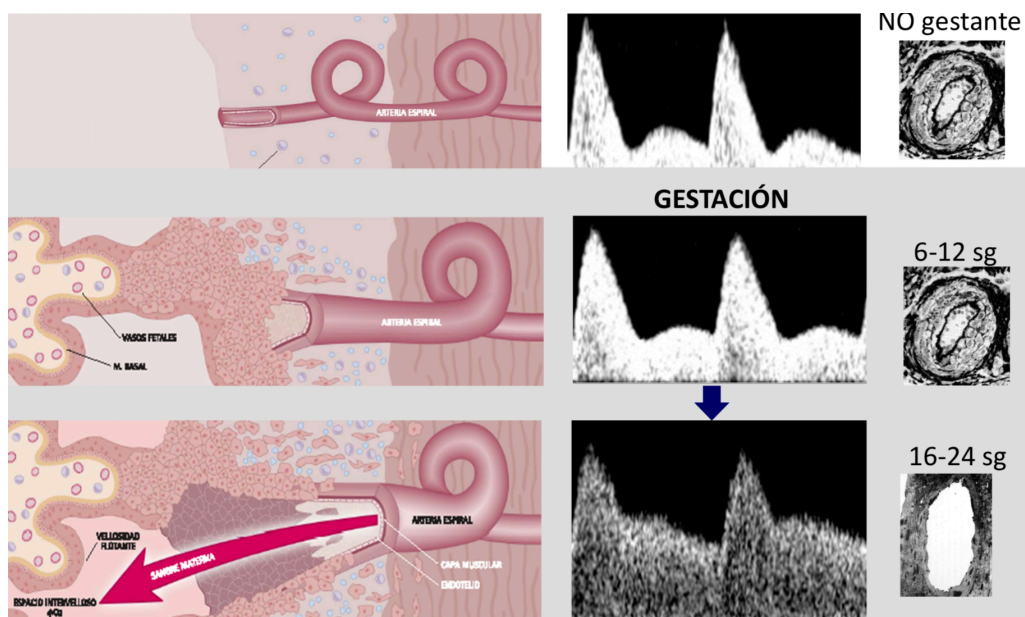 NO gestante
ARTERIA ESPIRAL
GESTACIÓN
6-12 sg
ARTERIA ESPIRAL
VASOS FETALES
M. BASAL
16-24 sg
ARTERIA ESPIRAL
VELLOSIDAD
FLOTANTE
SANGRE MATERNA
CAPA MUSCULAR
ENDOTELIO
ESPACIO INTERVELLOSO